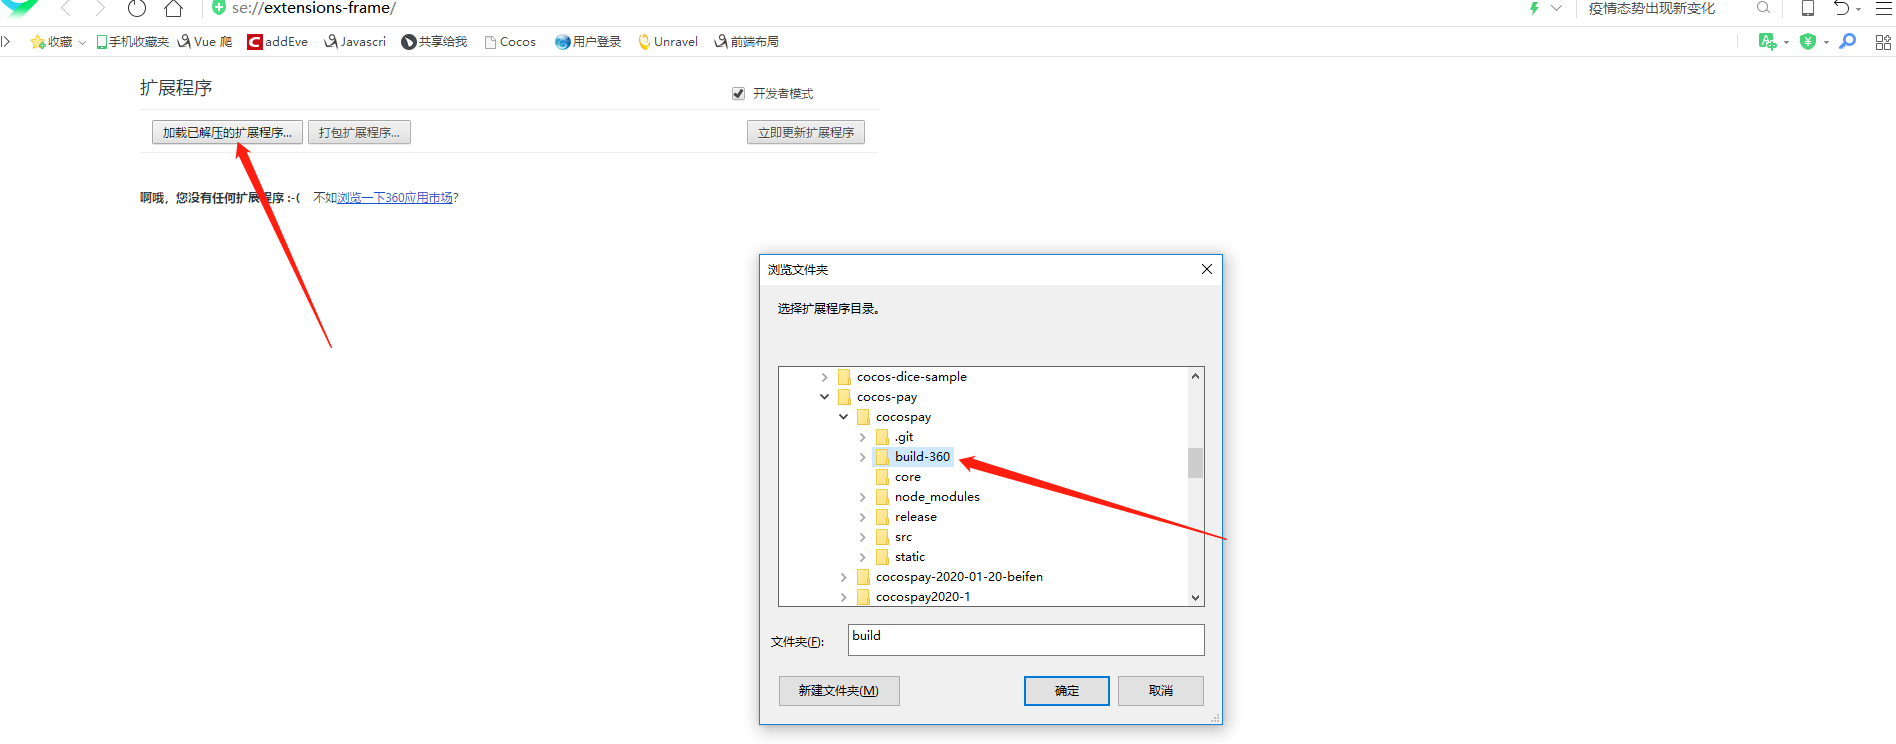 se://extensions-frame/
疫情态势出现新变化
收藏 手机收藏夹 Vue 爬 addEve Javascri 共享给我 Cocos 用户登录 Unravel 前端布局
扩展程序
开发者模式
加载已解压的扩展程序... 打包扩展程序... 立即更新扩展程序
啊哦，您没有任何扩展程序 :-( 不如浏览一下360应用市场?
浏览文件夹
选择扩展程序目录。
cocos-dice-sample
cocos-pay
cocospay
.git
build-360
core
node_modules
release
src
static
cocospay-2020-01-20-beifen
cocospay2020-1
文件夹(F): build
新建文件夹(M) 确定 取消